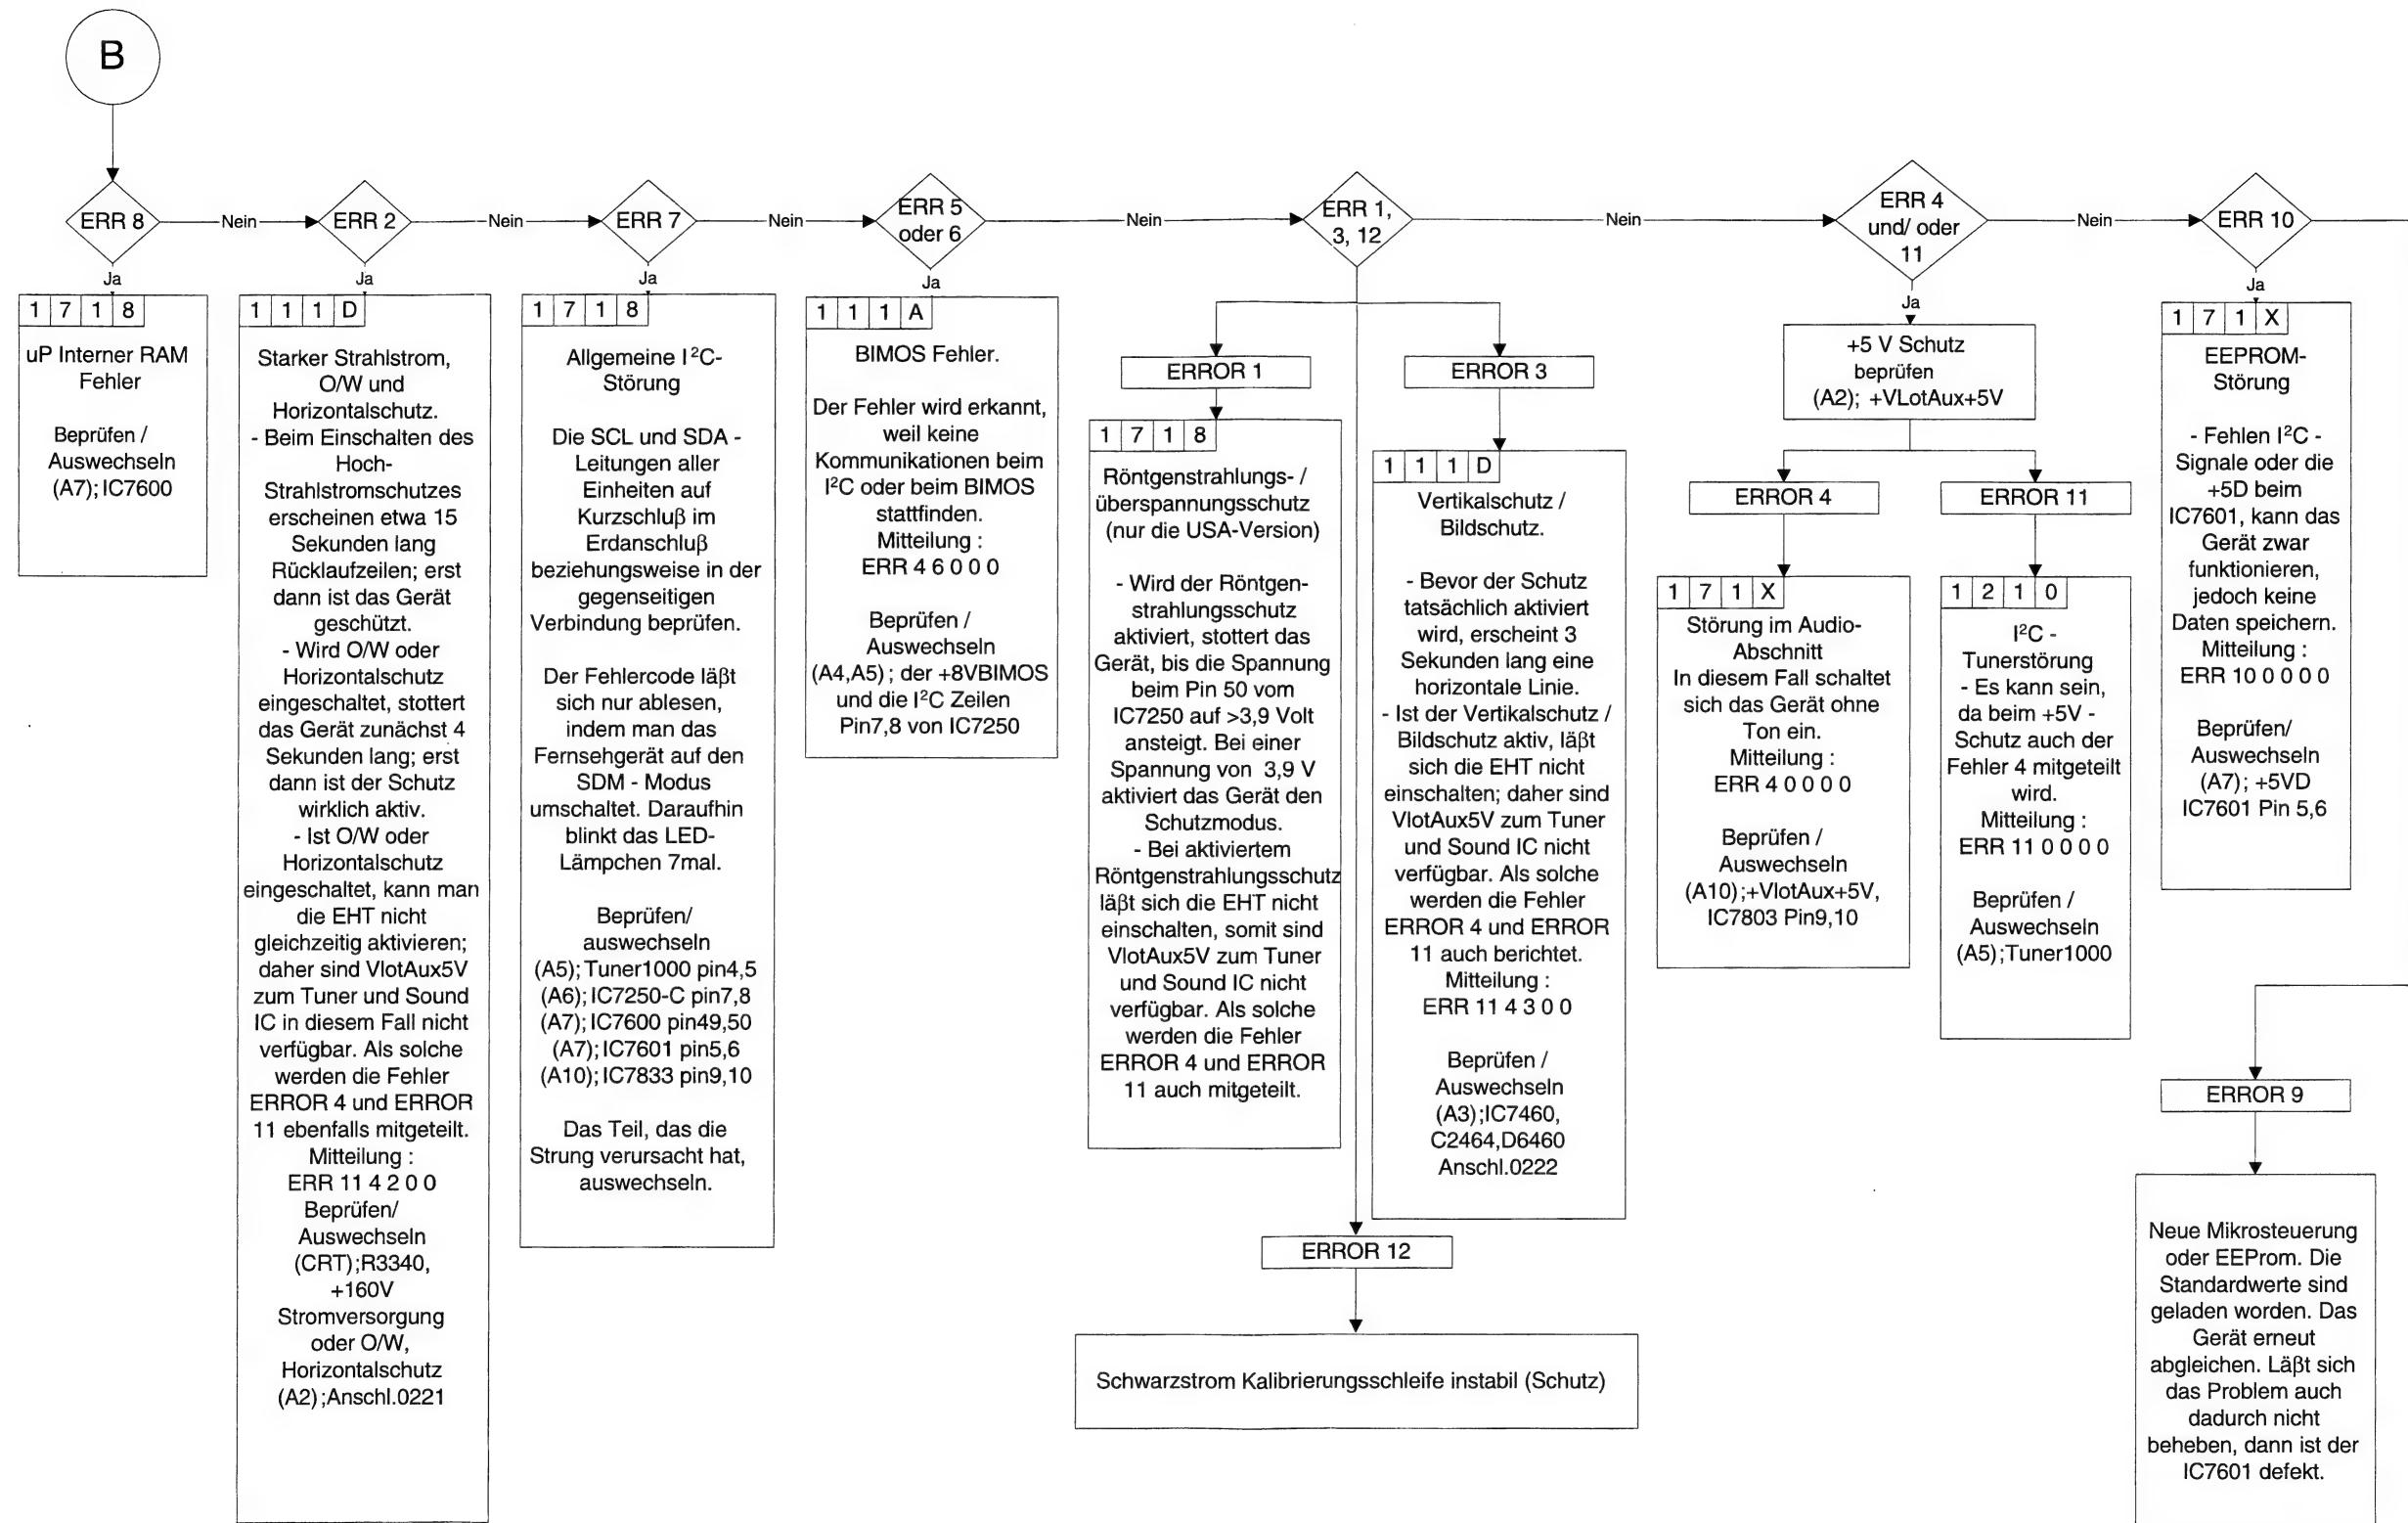 B
ERR 8
Nein
ERR 2
Nein
ERR 7
Nein
ERR 5
oder 6
Nein
ERR 1,
3, 12
Nein
ERR 4
und/ oder
11
Nein
ERR 10
Ja
1 7 1 8
uP Interner RAM
Fehler
Beprüfen /
Auswechseln
(A7); IC7600
Ja
1 1 1 D
Starker Strahlstrom,
O/W und
Horizontalschutz.
- Beim Einschalten des
Hoch-
Strahlstromschutzes
erscheinen etwa 15
Sekunden lang
Rücklaufzeilen; erst
dann ist das Gerät
geschützt.
- Wird O/W oder
Horizontalschutz
eingeschaltet, stottert
das Gerät zunächst 4
Sekunden lang; erst
dann ist der Schutz
wirklich aktiv.
- Ist O/W oder
Horizontalschutz
eingeschaltet, kann man
die EHT nicht
gleichzeitig aktivieren;
daher sind VlotAux5V
zum Tuner und Sound
IC in diesem Fall nicht
verfügbar. Als solche
werden die Fehler
ERROR 4 und ERROR
11 ebenfalls mitgeteilt.
Mitteilung :
ERR 11 4 2 0 0
Beprüfen/
Auswechseln
(CRT);R3340,
+160V
Stromversorgung
oder O/W,
Horizontalschutz
(A2);Anschl.0221
Ja
1 7 1 8
Allgemeine I²C-
Störung
Die SCL und SDA -
Leitungen aller
Einheiten auf
Kurzschluβ im
Erdanschluβ
beziehungsweise in der
gegenseitigen
Verbindung beprüfen.
Der Fehlercode läβt
sich nur ablesen,
indem man das
Fernsehgerät auf den
SDM - Modus
umschaltet. Daraufhin
blinkt das LED-
Lämpchen 7mal.
Beprüfen/
auswechseln
(A5); Tuner1000 pin4,5
(A6); IC7250-C pin7,8
(A7); IC7600 pin49,50
(A7); IC7601 pin5,6
(A10); IC7833 pin9,10
Das Teil, das die
Strung verursacht hat,
auswechseln.
Ja
1 1 1 A
BIMOS Fehler.
Der Fehler wird erkannt,
weil keine
Kommunikationen beim
I²C oder beim BIMOS
stattfinden.
Mitteilung :
ERR 4 6 0 0 0
Beprüfen /
Auswechseln
(A4,A5) ; der +8VBIMOS
und die I²C Zeilen
Pin7,8 von IC7250
ERROR 1
1 7 1 8
Röntgenstrahlungs- /
überspannungsschutz
(nur die USA-Version)
- Wird der Röntgen-
strahlungsschutz
aktiviert, stottert das
Gerät, bis die Spannung
beim Pin 50 vom
IC7250 auf >3,9 Volt
ansteigt. Bei einer
Spannung von 3,9 V
aktiviert das Gerät den
Schutzmodus.
- Bei aktiviertem
Röntgenstrahlungsschutz
läβt sich die EHT nicht
einschalten, somit sind
VlotAux5V zum Tuner
und Sound IC nicht
verfügbar. Als solche
werden die Fehler
ERROR 4 und ERROR
11 auch mitgeteilt.
ERROR 3
1 1 1 D
Vertikalschutz /
Bildschutz.
- Bevor der Schutz
tatsächlich aktiviert
wird, erscheint 3
Sekunden lang eine
horizontale Linie.
- Ist der Vertikalschutz /
Bildschutz aktiv, läβt
sich die EHT nicht
einschalten; daher sind
VlotAux5V zum Tuner
und Sound IC nicht
verfügbar. Als solche
werden die Fehler
ERROR 4 und ERROR
11 auch berichtet.
Mitteilung :
ERR 11 4 3 0 0
Beprüfen /
Auswechseln
(A3);IC7460,
C2464,D6460
Anschl.0222
ERROR 12
Schwarzstrom Kalibrierungsschleife instabil (Schutz)
Ja
+5 V Schutz
beprüfen
(A2); +VLotAux+5V
ERROR 4
1 7 1 X
Störung im Audio-
Abschnitt
In diesem Fall schaltet
sich das Gerät ohne
Ton ein.
Mitteilung :
ERR 4 0 0 0 0
Beprüfen /
Auswechseln
(A10);+VlotAux+5V,
IC7803 Pin9,10
ERROR 11
1 2 1 0
I²C -
Tunerstörung
- Es kann sein,
da beim +5V -
Schutz auch der
Fehler 4 mitgeteilt
wird.
Mitteilung :
ERR 11 0 0 0 0
Beprüfen /
Auswechseln
(A5);Tuner1000
Ja
1 7 1 X
EEPROM-
Störung
- Fehlen I²C -
Signale oder die
+5D beim
IC7601, kann das
Gerät zwar
funktionieren,
jedoch keine
Daten speichern.
Mitteilung :
ERR 10 0 0 0 0
Beprüfen/
Auswechseln
(A7); +5VD
IC7601 Pin 5,6
ERROR 9
Neue Mikrosteuerung
oder EEProm. Die
Standardwerte sind
geladen worden. Das
Gerät erneut
abgleichen. Läβt sich
das Problem auch
dadurch nicht
beheben, dann ist der
IC7601 defekt.